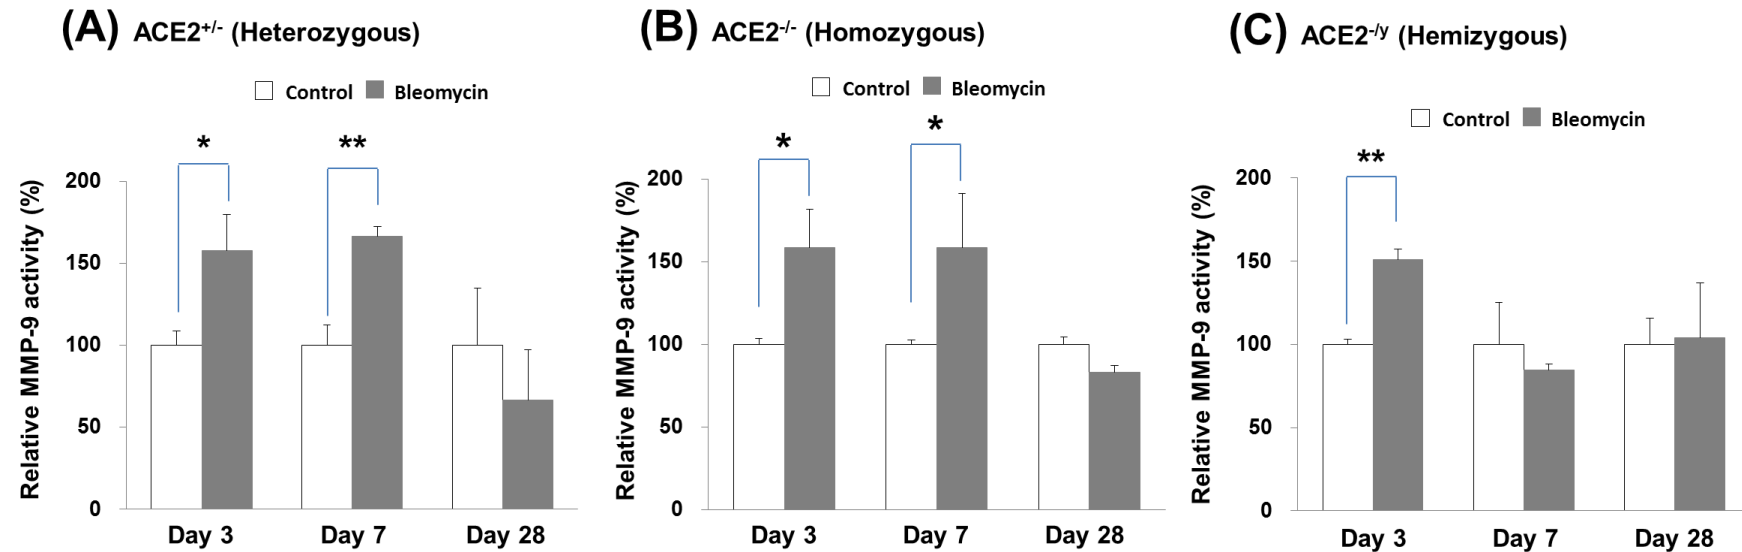 (A) ACE2+/- (Heterozygous)
Control Bleomycin
* **
Relative MMP-9 activity (%)
200
150
100
50
0
Day 3 Day 7 Day 28
(B) ACE2-/- (Homozygous)
Control Bleomycin
* *
Relative MMP-9 activity (%)
200
150
100
50
0
Day 3 Day 7 Day 28
(C) ACE2-/y (Hemizygous)
Control Bleomycin
**
Relative MMP-9 activity (%)
200
150
100
50
0
Day 3 Day 7 Day 28